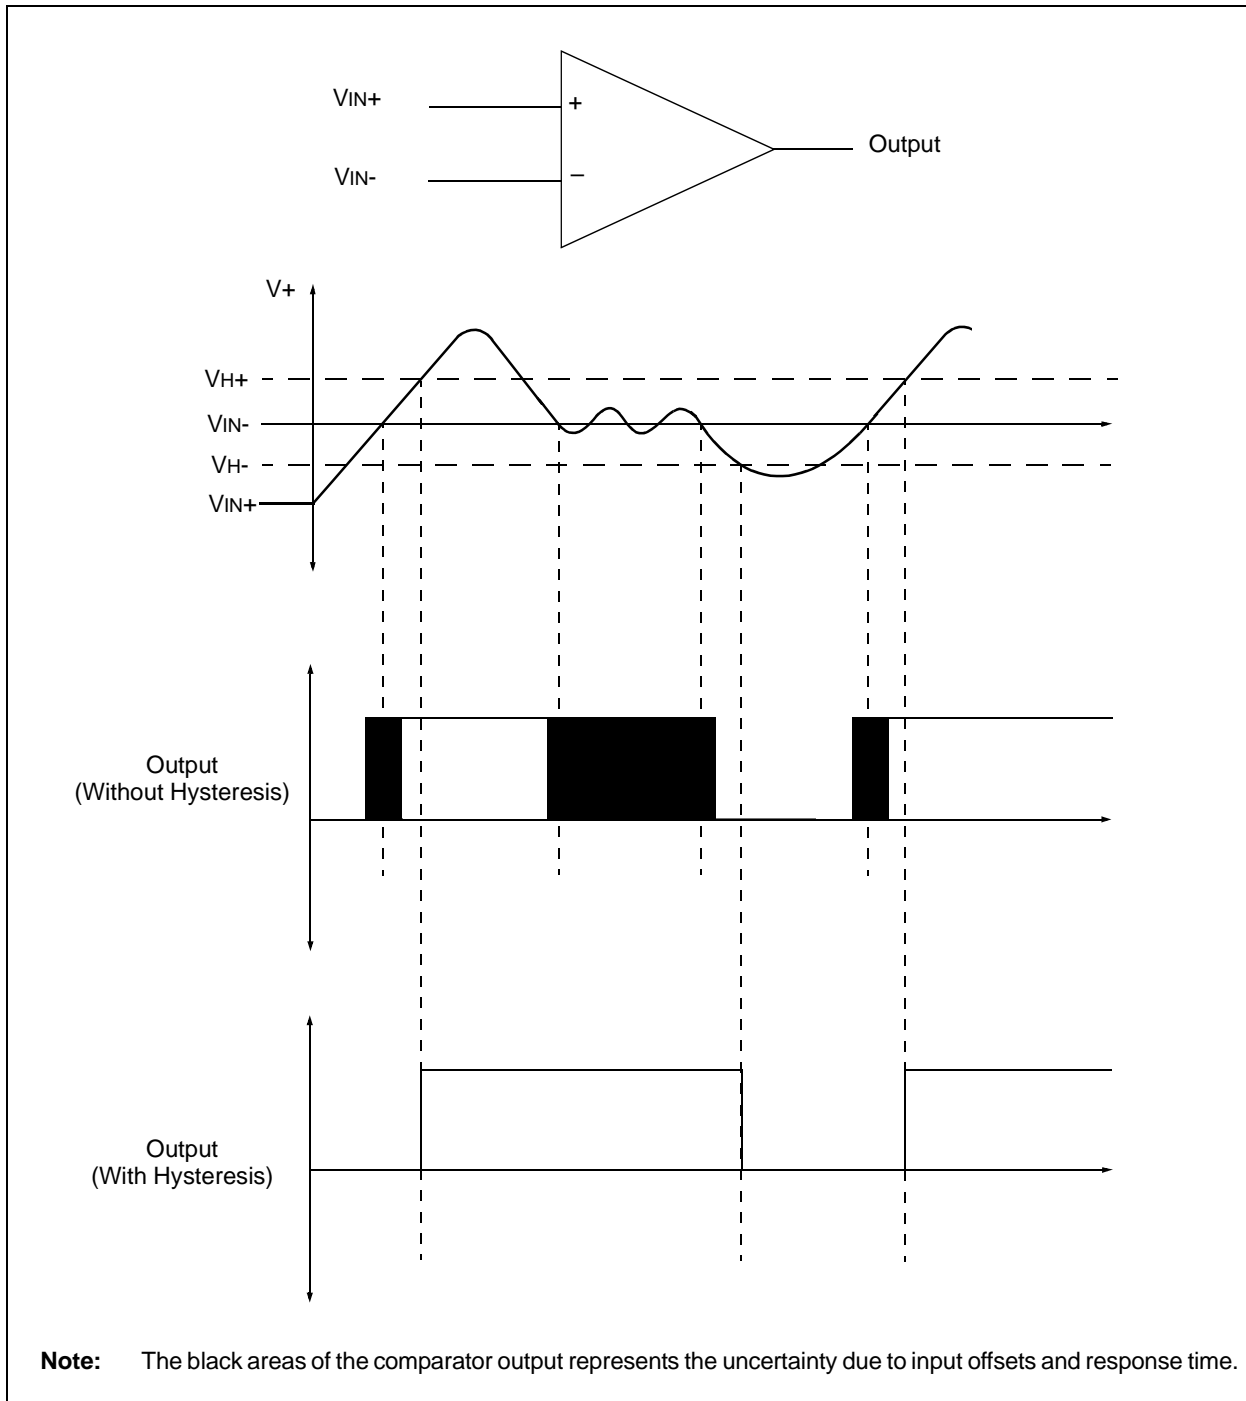 VIN+
+
Output
VIN-
–
V+
VH+
VIN-
VH-
VIN+
Output
(Without Hysteresis)
Output
(With Hysteresis)
Note: The black areas of the comparator output represents the uncertainty due to input offsets and response time.